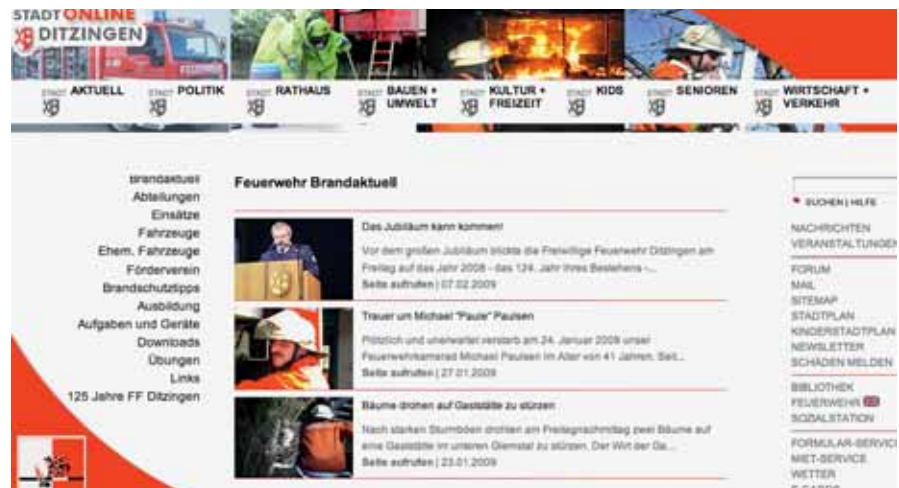 STADT ONLINE
DITZINGEN
STADT AKTUELL
STADT POLITIK
STADT RATHAUS
STADT BAUEN +
UMWELT
STADT KULTUR +
FREIZEIT
STADT KIDS
STADT SENIOREN
STADT WIRTSCHAFT +
VERKEHR
Brandaktuell
Abteilungen
Einsätze
Fahrzeuge
Ehem. Fahrzeuge
Förderverein
Brandschutztipps
Ausbildung
Aufgaben und Geräte
Downloads
Übungen
Links
125 Jahre FF Ditzingen
Feuerwehr Brandaktuell
Das Jubiläum kann kommen!
Vor dem großen Jubiläum blickte die Freiwillige Feuerwehr Ditzingen am
Freitag auf das Jahr 2008 - das 124. Jahr ihres Bestehens -...
Seite aufrufen | 07.02.2009
Trauer um Michael "Paule" Paulsen
Plötzlich und unerwartet verstarb am 24. Januar 2009 unser
Feuerwehrkamerad Michael Paulsen im Alter von 41 Jahren. Seit...
Seite aufrufen | 27.01.2009
Bäume drohen auf Gaststätte zu stürzen
Nach starken Sturmböen drohten am Freitagnachmittag zwei Bäume auf
eine Gaststätte im unteren Glemstal zu stürzen. Der Wirt der Ga...
Seite aufrufen | 23.01.2009
SUCHEN | HILFE
NACHRICHTEN
VERANSTALTUNGEN
FORUM
MAIL
SITEMAP
STADTPLAN
KINDERSTADTPLAN
NEWSLETTER
SCHÄDEN MELDEN
BIBLIOTHEK
FEUERWEHR
SOZIALSTATION
FORMULAR-SERVICE
MIET-SERVICE
WETTER